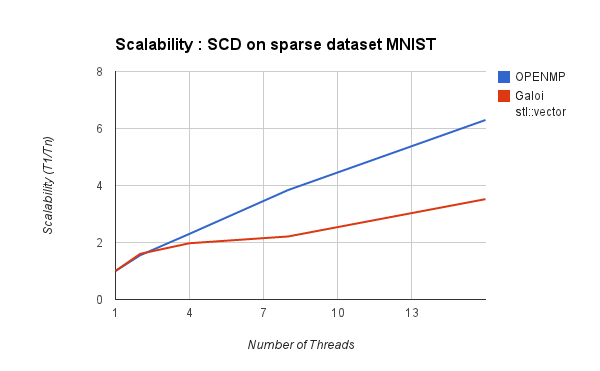 Scalability : SCD on sparse dataset MNIST
8
6
4
2
0
Scalability (T1/Tn)
1
4
7
10
13
Number of Threads
OPENMP
Galoi
stl::vector